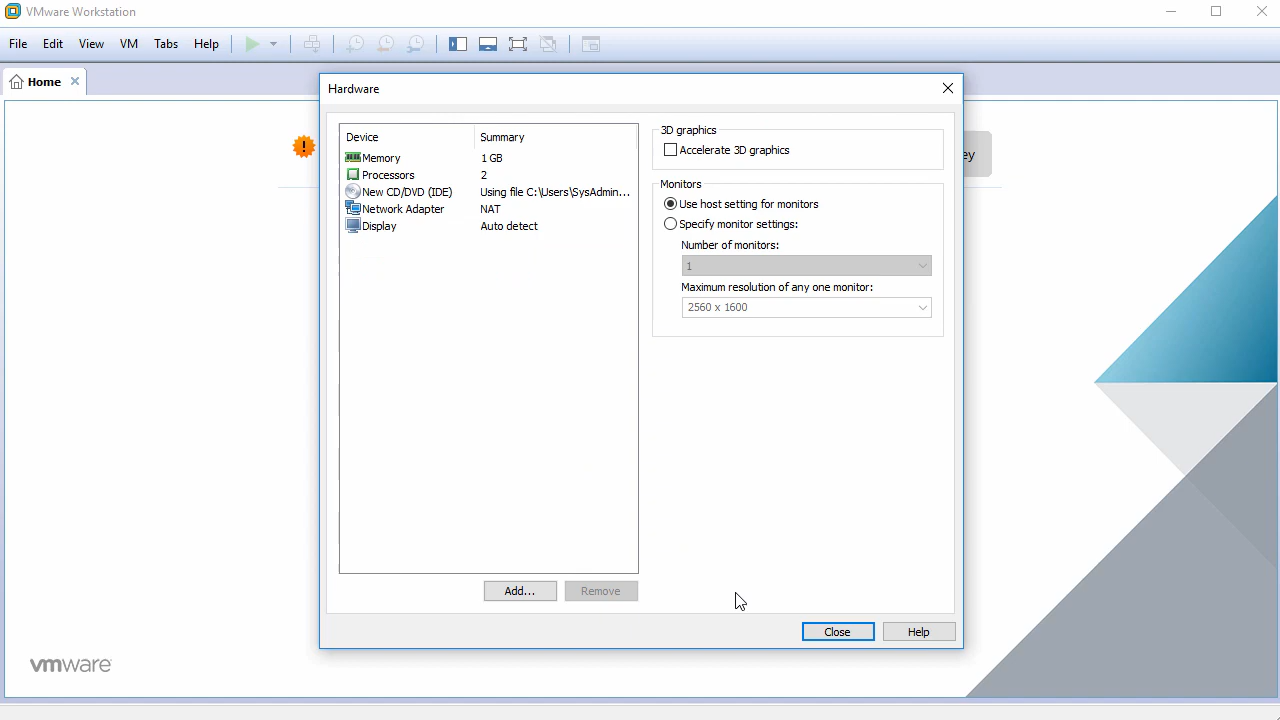 VMware Workstation
File Edit View VM Tabs Help
Home
Hardware
Device Summary
Memory 1 GB
Processors 2
New CD/DVD (IDE) Using file C:\Users\SysAdmin...
Network Adapter NAT
Display Auto detect
Add... Remove
3D graphics
Accelerate 3D graphics
Monitors
Use host setting for monitors
Specify monitor settings:
Number of monitors:
1
Maximum resolution of any one monitor:
2560 x 1600
Close Help
ey
vmware